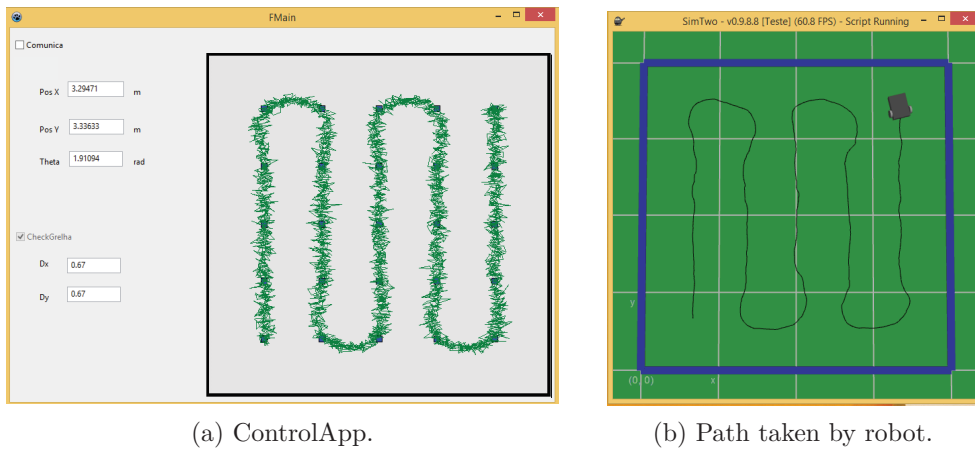 FMain
Comunica
Pos X 3.29471 m
Pos Y 3.33633 m
Theta 1.91094 rad
CheckGrelha
Dx 0.67
Dy 0.67
(a) ControlApp.
SimTwo - v0.9.8.8 [Teste] (60.8 FPS) - Script Running
y
(0, 0) x
(b) Path taken by robot.